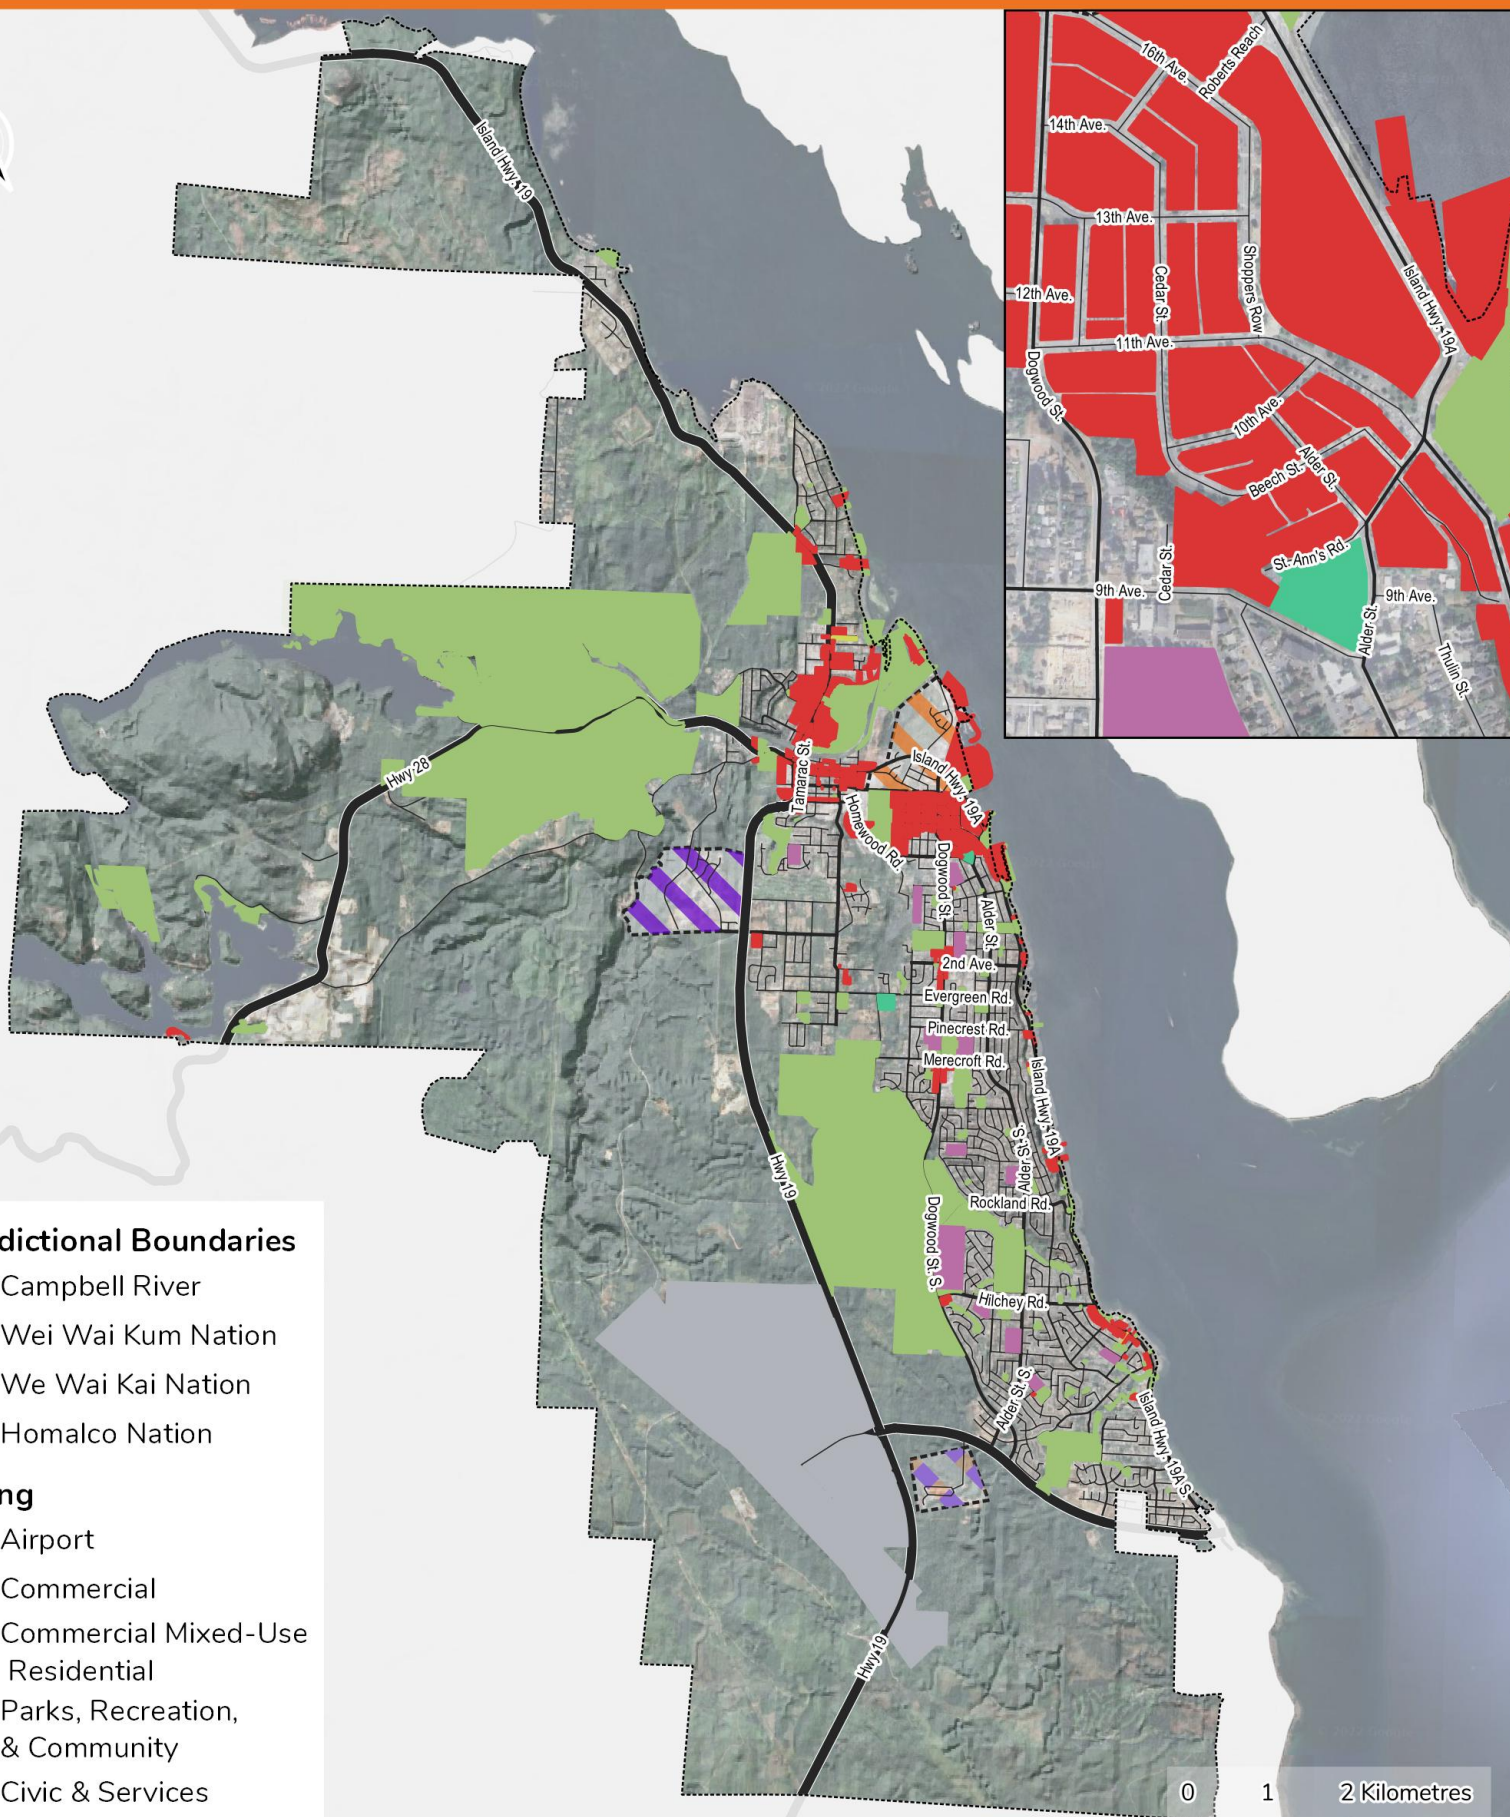 16th Ave.
Roberts Reach
14th Ave.
13th Ave.
12th Ave.
Cedar St.
Shoppers Row
Island Hwy. 19A
11th Ave.
Dogwood St.
10th Ave.
Alder St.
Beech St.
St. Ann's Rd.
Cedar St.
9th Ave.
9th Ave.
Alder St.
Thulin St.
Island Hwy. 19
Hwy 28
Tamarac St.
Island Hwy. 19A
Homewood Rd.
Dogwood St.
Alder St.
2nd Ave.
Evergreen Rd.
Pinecrest Rd.
Merecroft Rd.
Island Hwy. 19A
Alder St. S.
Hwy 19
Rockland Rd.
Dogwood St. S.
Hilchey Rd.
Alder St. S.
Island Hwy. 19A S.
Hwy 19
dictional Boundaries
Campbell River
Wei Wai Kum Nation
We Wai Kai Nation
Homalco Nation
ng
Airport
Commercial
Commercial Mixed-Use
Residential
Parks, Recreation,
& Community
Civic & Services
0 1 2 Kilometres